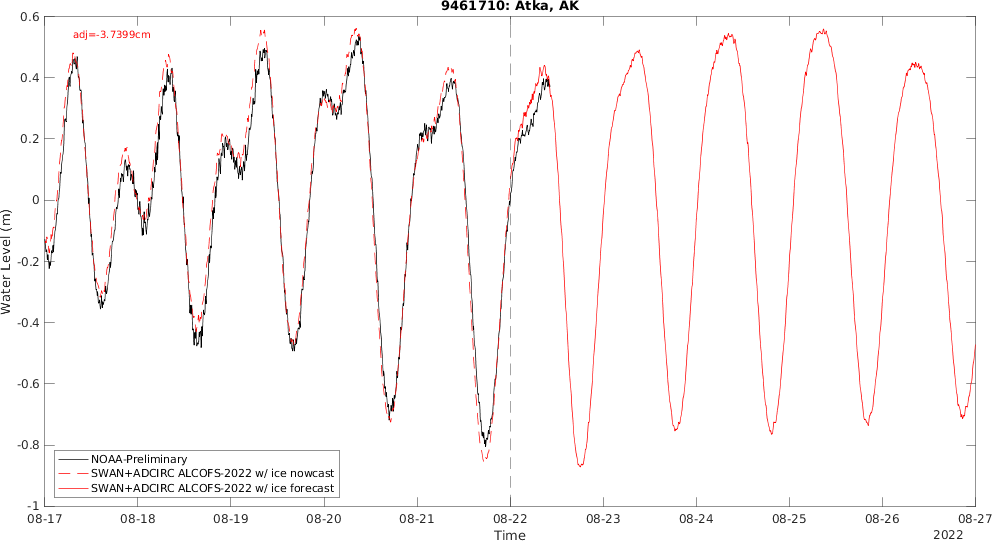 9461710: Atka, AK
adj=-3.7399cm
Water Level (m)
0.6
0.4
0.2
0
-0.2
-0.4
-0.6
-0.8
-1
NOAA-Preliminary
SWAN+ADCIRC ALCOFS-2022 w/ ice nowcast
SWAN+ADCIRC ALCOFS-2022 w/ ice forecast
08-17 08-18 08-19 08-20 08-21 08-22 08-23 08-24 08-25 08-26 08-27
Time
2022